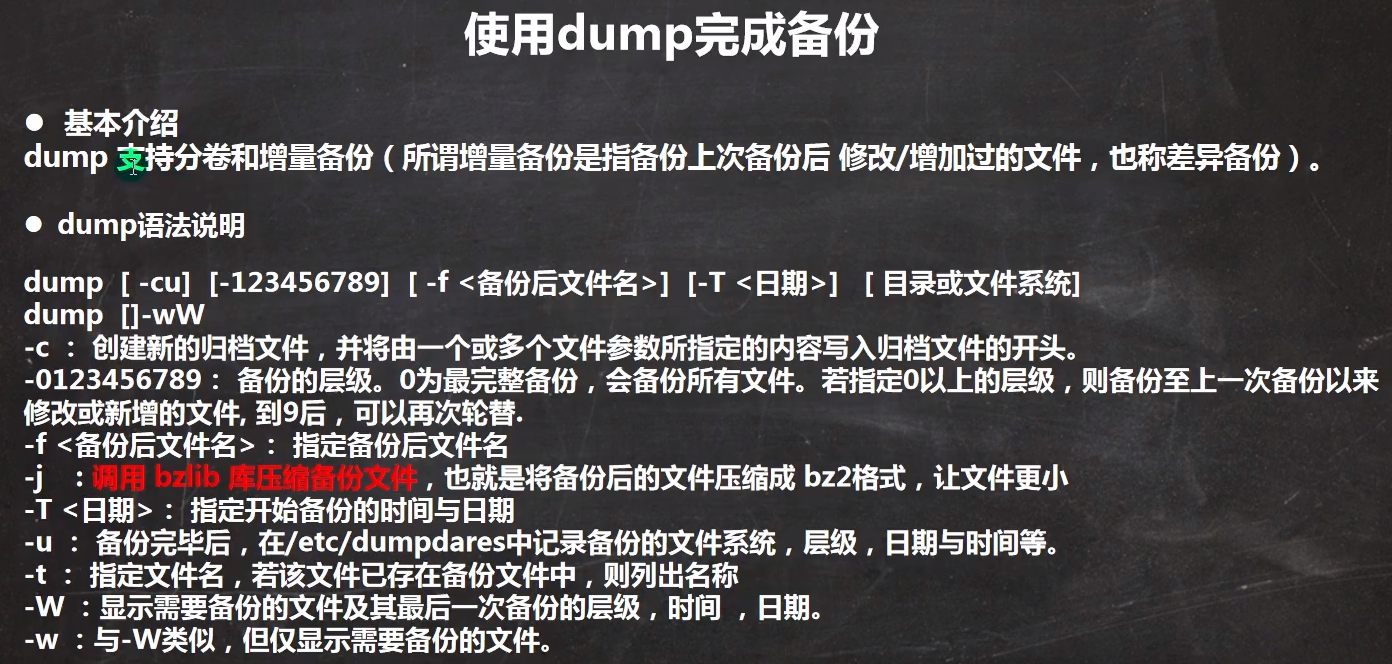 使用dump完成备份
● 基本介绍
dump 支持分卷和增量备份（所谓增量备份是指备份上次备份后 修改/增加过的文件，也称差异备份）。
● dump语法说明
dump [ -cu] [-123456789] [ -f <备份后文件名>] [-T <日期>] [ 目录或文件系统]
dump []-wW
-c ： 创建新的归档文件，并将由一个或多个文件参数所指定的内容写入归档文件的开头。
-0123456789： 备份的层级。0为最完整备份，会备份所有文件。若指定0以上的层级，则备份至上一次备份以来
修改或新增的文件, 到9后，可以再次轮替.
-f <备份后文件名>： 指定备份后文件名
-j ：调用 bzlib 库压缩备份文件，也就是将备份后的文件压缩成 bz2格式，让文件更小
-T <日期>： 指定开始备份的时间与日期
-u ： 备份完毕后，在/etc/dumpdares中记录备份的文件系统，层级，日期与时间等。
-t ： 指定文件名，若该文件已存在备份文件中，则列出名称
-W ：显示需要备份的文件及其最后一次备份的层级，时间 ，日期。
-w ：与-W类似，但仅显示需要备份的文件。